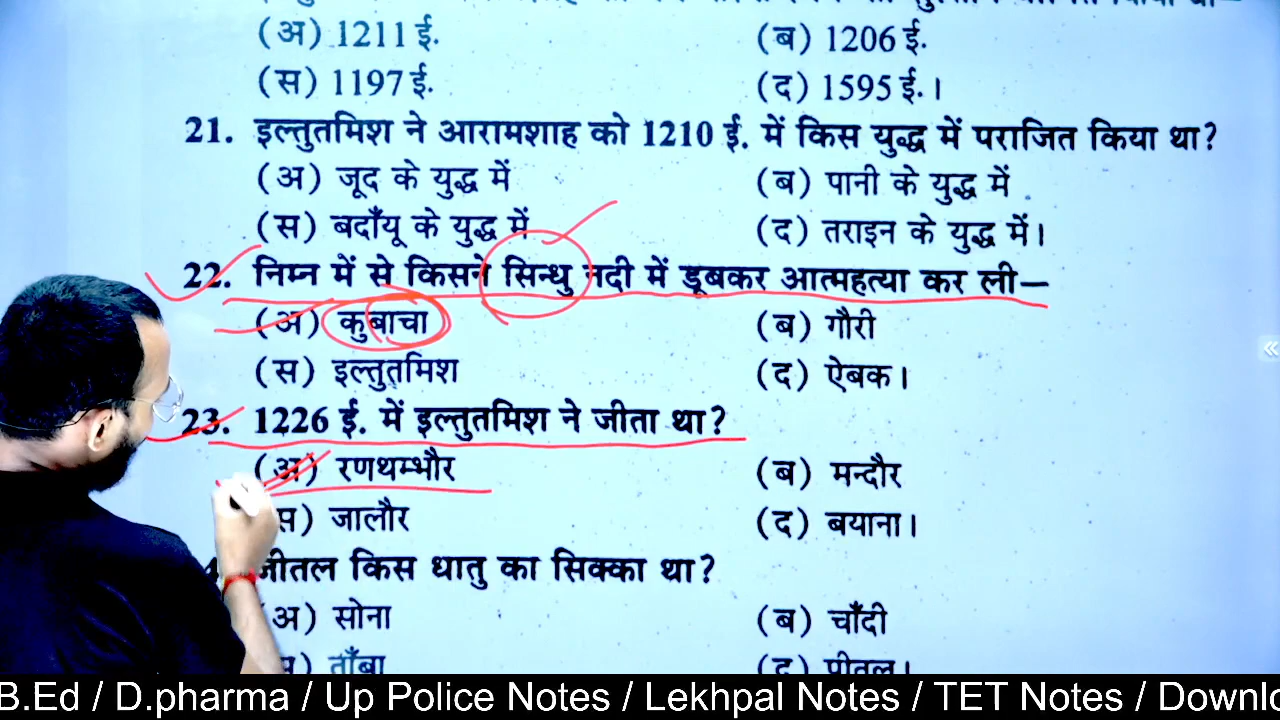 (अ) 1211 ई. (ब) 1206 ई.
(स) 1197 ई. (द) 1595 ई.।
21. इल्तुतमिश ने आरामशाह को 1210 ई. में किस युद्ध में पराजित किया था?
(अ) जूद के युद्ध में (ब) पानी के युद्ध में
(स) बदाँयू के युद्ध में (द) तराइन के युद्ध में।
22. निम्न में से किसने सिन्धु नदी में डूबकर आत्महत्या कर ली—
(अ) कुबाचा (ब) गौरी
(स) इल्तुतमिश (द) ऐबक।
23. 1226 ई. में इल्तुतमिश ने जीता था?
(अ) रणथम्भौर (ब) मन्दौर
स) जालौर (द) बयाना।
जीतल किस धातु का सिक्का था?
(अ) सोना (ब) चाँदी
ताँबा (द) पीतल।
B.Ed / D.pharma / Up Police Notes / Lekhpal Notes / TET Notes /